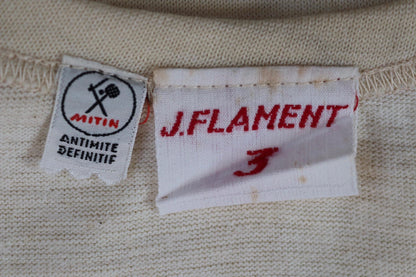 MITIN
ANTIMITE
DEFINITIF
J.FLAMENT
3